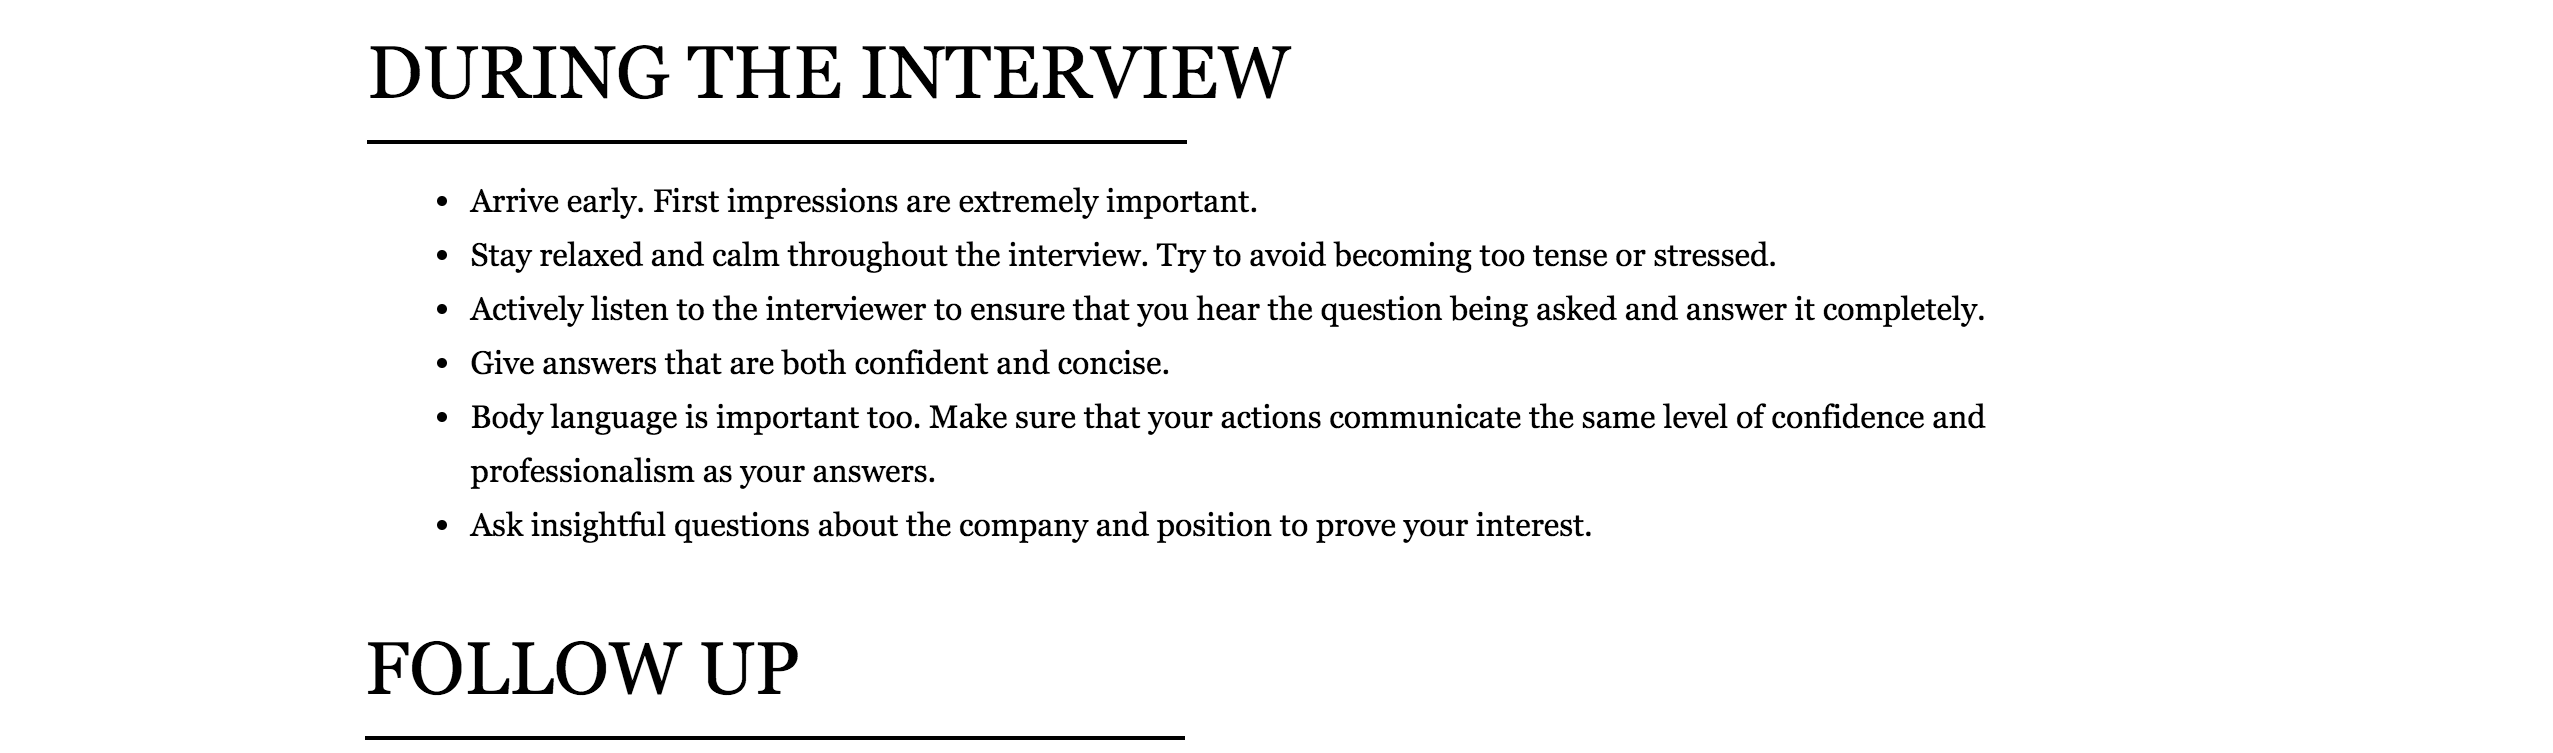 DURING THE INTERVIEW
• Arrive early. First impressions are extremely important.
• Stay relaxed and calm throughout the interview. Try to avoid becoming too tense or stressed.
• Actively listen to the interviewer to ensure that you hear the question being asked and answer it completely.
• Give answers that are both confident and concise.
• Body language is important too. Make sure that your actions communicate the same level of confidence and
professionalism as your answers.
• Ask insightful questions about the company and position to prove your interest.
FOLLOW UP